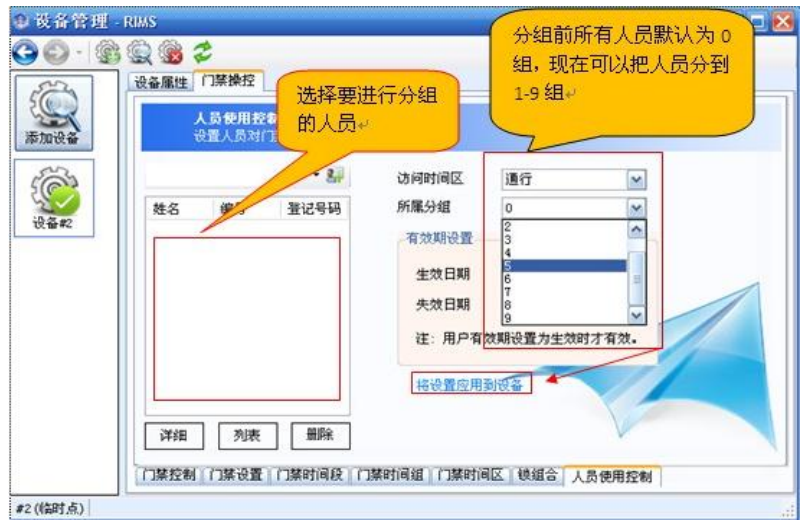 设备管理 - RIMS
分组前所有人员默认为 0
组，现在可以把人员分到
1-9 组
选择要进行分组
的人员
添加设备
设备#2
设备属性 门禁操控
人员使用控制
设置人员对门
姓名 编号 登记号码
访问时间区 通行
所属分组 0
2
3
4
5
6
7
8
9
有效期设置
生效日期
失效日期
注：用户有效期设置为生效时才有效。
将设置应用到设备
详细 列表 删除
门禁控制 门禁设置 门禁时间段 门禁时间组 门禁时间区 锁组合 人员使用控制
#2(临时点)